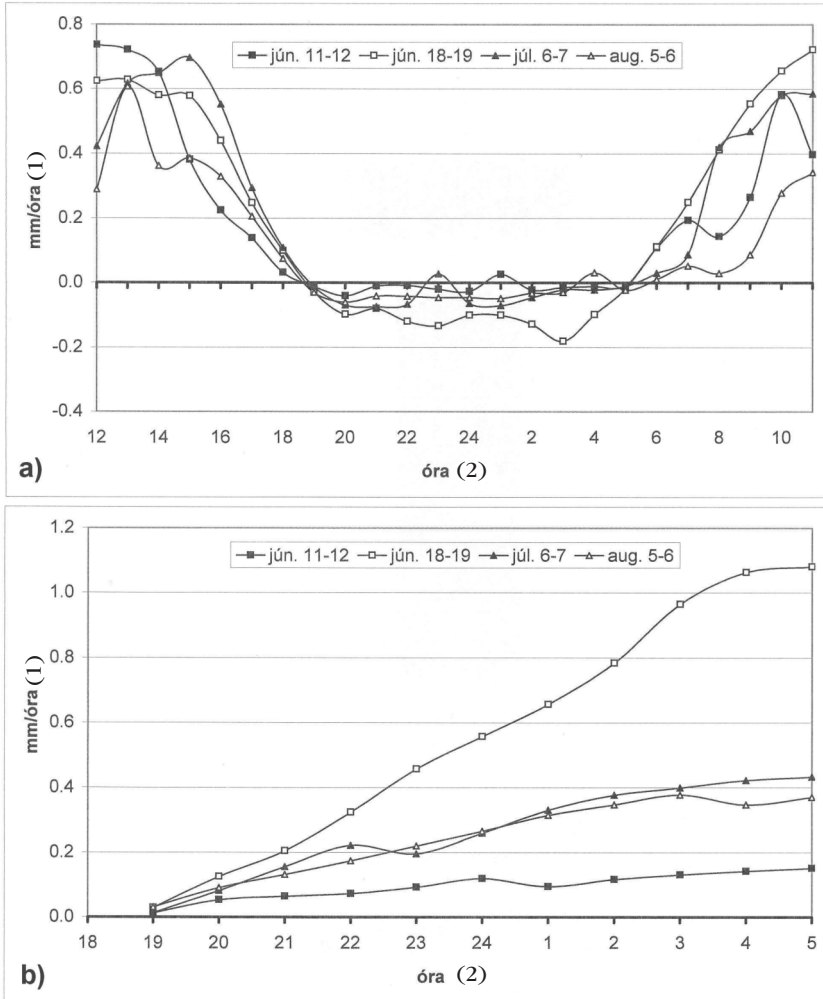 0.8
jún. 11-12 jún. 18-19 júl. 6-7 aug. 5-6
0.6
0.4
0.2
0.0
-0.2
-0.4
mm/óra (1)
12 14 16 18 20 22 24 2 4 6 8 10
a)
óra (2)
1.2
jún. 11-12 jún. 18-19 júl. 6-7 aug. 5-6
1.0
0.8
0.6
0.4
0.2
0.0
mm/óra (1)
18 19 20 21 22 23 24 1 2 3 4 5
b)
óra (2)